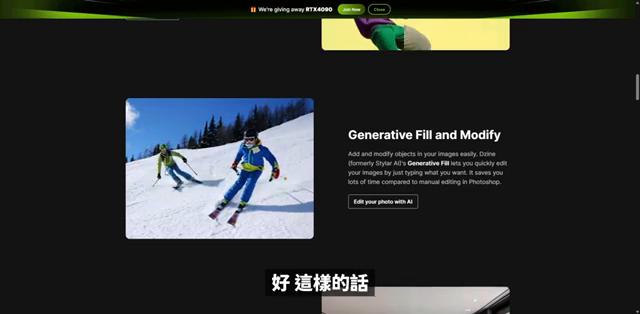 We're giving away RTX4090
Join Now
Close
Generative Fill and Modify
Add and modify objects in your images easily. Dzine
(formerly Stylar AI)'s Generative Fill lets you quickly edit
your images by just typing what you want. It saves you
lots of time compared to manual editing in Photoshop.
Edit your photo with AI
好 這樣的話